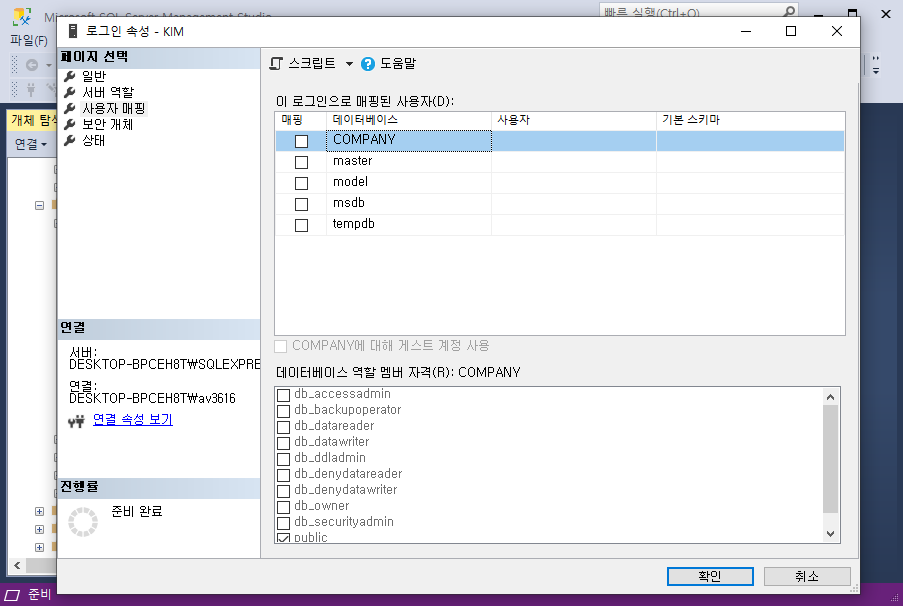 Microsoft SQL Server Management Studio
빠른 실행(Ctrl+Q)
로그인 속성 - KIM
파일(F)
페이지 선택
일반
서버 역할
사용자 매핑
보안 개체
상태
스크립트
도움말
개체 탐색
연결
이 로그인으로 매핑된 사용자(D):
매핑 데이터베이스 사용자 기본 스키마
COMPANY
master
model
msdb
tempdb
COMPANY에 대해 게스트 계정 사용
데이터베이스 역할 멤버 자격(R): COMPANY
db_accessadmin
db_backupoperator
db_datareader
db_datawriter
db_ddladmin
db_denydatareader
db_denydatawriter
db_owner
db_securityadmin
public
연결
서버:
DESKTOP-BPCEH8T₩SQLEXPRE
연결:
DESKTOP-BPCEH8T₩av3616
연결 속성 보기
진행률
준비 완료
확인
취소
준비